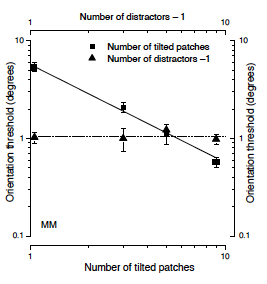 Number of distractors – 1
1 10
10 10
Number of tilted patches
Number of distractors –1
Orientation threshold (degrees)
Orientation threshold (degrees)
1 1
MM
0.1 0.1
1 10
Number of tilted patches